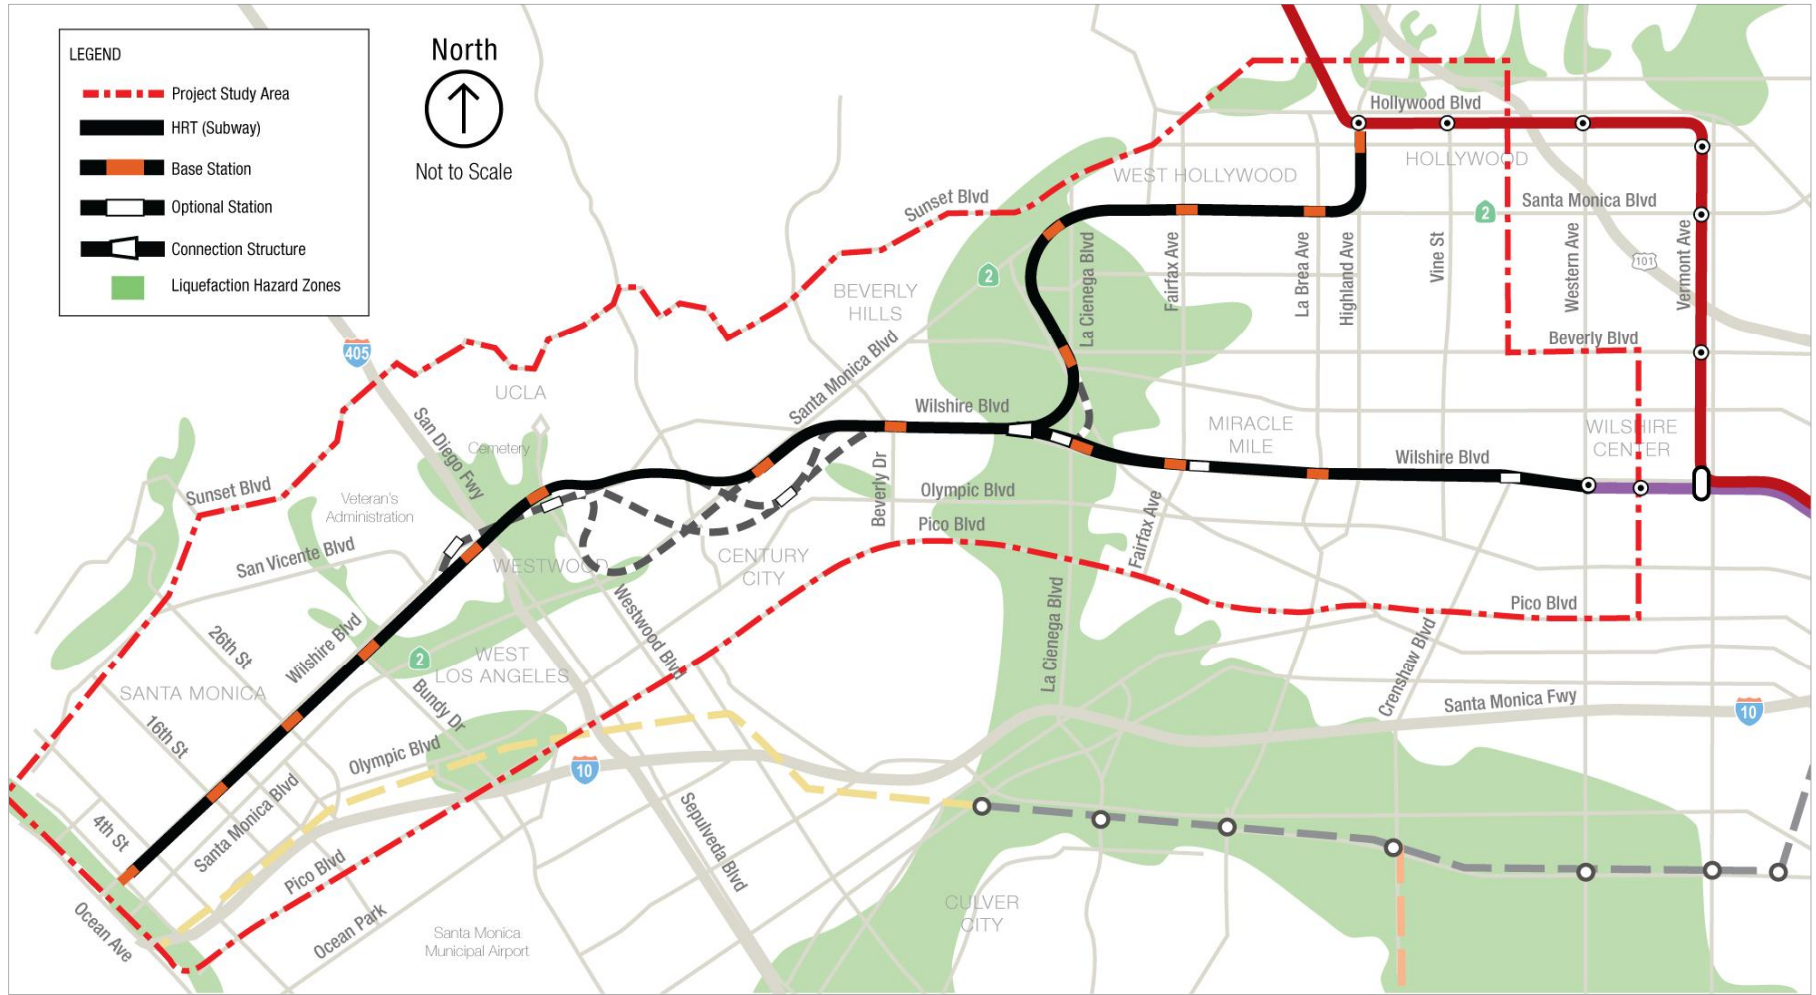 LEGEND
Project Study Area
HRT (Subway)
Base Station
Optional Station
Connection Structure
Liquefaction Hazard Zones
North
Not to Scale
Hollywood Blvd
HOLLYWOOD
WEST HOLLYWOOD
Santa Monica Blvd
2
Sunset Blvd
La Cienega Blvd
Fairfax Ave
La Brea Ave
Highland Ave
Vine St
Western Ave
Vermont Ave
101
2
BEVERLY
HILLS
Santa Monica Blvd
Beverly Blvd
405
UCLA
San Diego Fwy
Cemetery
Wilshire Blvd
MIRACLE
MILE
WILSHIRE
CENTER
Wilshire Blvd
Sunset Blvd
Veteran's
Administration
Beverly Dr
Olympic Blvd
Pico Blvd
Fairfax Ave
San Vicente Blvd
WESTWOOD
CENTURY
CITY
Westwood Blvd
La Cienega Blvd
Pico Blvd
Crenshaw Blvd
26th St
Wilshire Blvd
2
WEST
LOS ANGELES
SANTA MONICA
Bundy Dr
16th St
Olympic Blvd
Santa Monica Fwy
10
10
4th St
Santa Monica Blvd
Pico Blvd
Sepulveda Blvd
Ocean Ave
Ocean Park
Santa Monica
Municipal Airport
CULVER
CITY